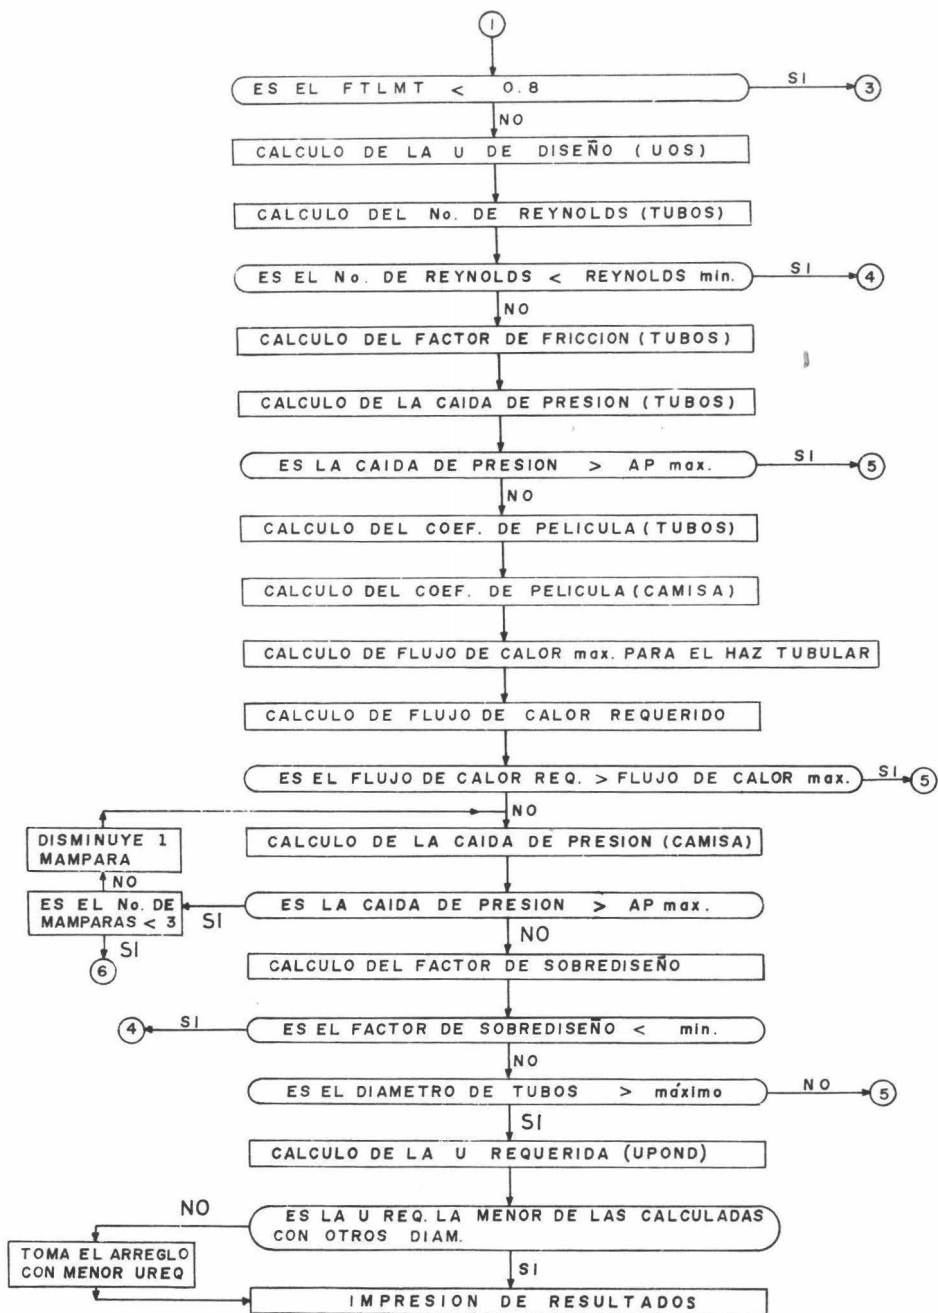 1
ES EL FTLMT < 0.8
SI
3
NO
CALCULO DE LA U DE DISEÑO (UOS)
CALCULO DEL No. DE REYNOLDS (TUBOS)
ES EL No. DE REYNOLDS < REYNOLDS min.
SI
4
NO
CALCULO DEL FACTOR DE FRICCION (TUBOS)
CALCULO DE LA CAIDA DE PRESION (TUBOS)
ES LA CAIDA DE PRESION > AP max.
SI
5
NO
CALCULO DEL COEF. DE PELICULA (TUBOS)
CALCULO DEL COEF. DE PELICULA (CAMISA)
CALCULO DE FLUJO DE CALOR max. PARA EL HAZ TUBULAR
CALCULO DE FLUJO DE CALOR REQUERIDO
ES EL FLUJO DE CALOR REQ. > FLUJO DE CALOR max.
SI
5
NO
DISMINUYE 1
MAMPARA
CALCULO DE LA CAIDA DE PRESION (CAMISA)
NO
ES EL No. DE
MAMPARAS < 3
SI
ES LA CAIDA DE PRESION > AP max.
SI
6
NO
CALCULO DEL FACTOR DE SOBREDISEÑO
4
SI
ES EL FACTOR DE SOBREDISEÑO < min.
NO
ES EL DIAMETRO DE TUBOS > máximo
NO
5
SI
CALCULO DE LA U REQUERIDA (UPOND)
NO
ES LA U REQ. LA MENOR DE LAS CALCULADAS
CON OTROS DIAM.
TOMA EL ARREGLO
CON MENOR UREQ
SI
IMPRESION DE RESULTADOS